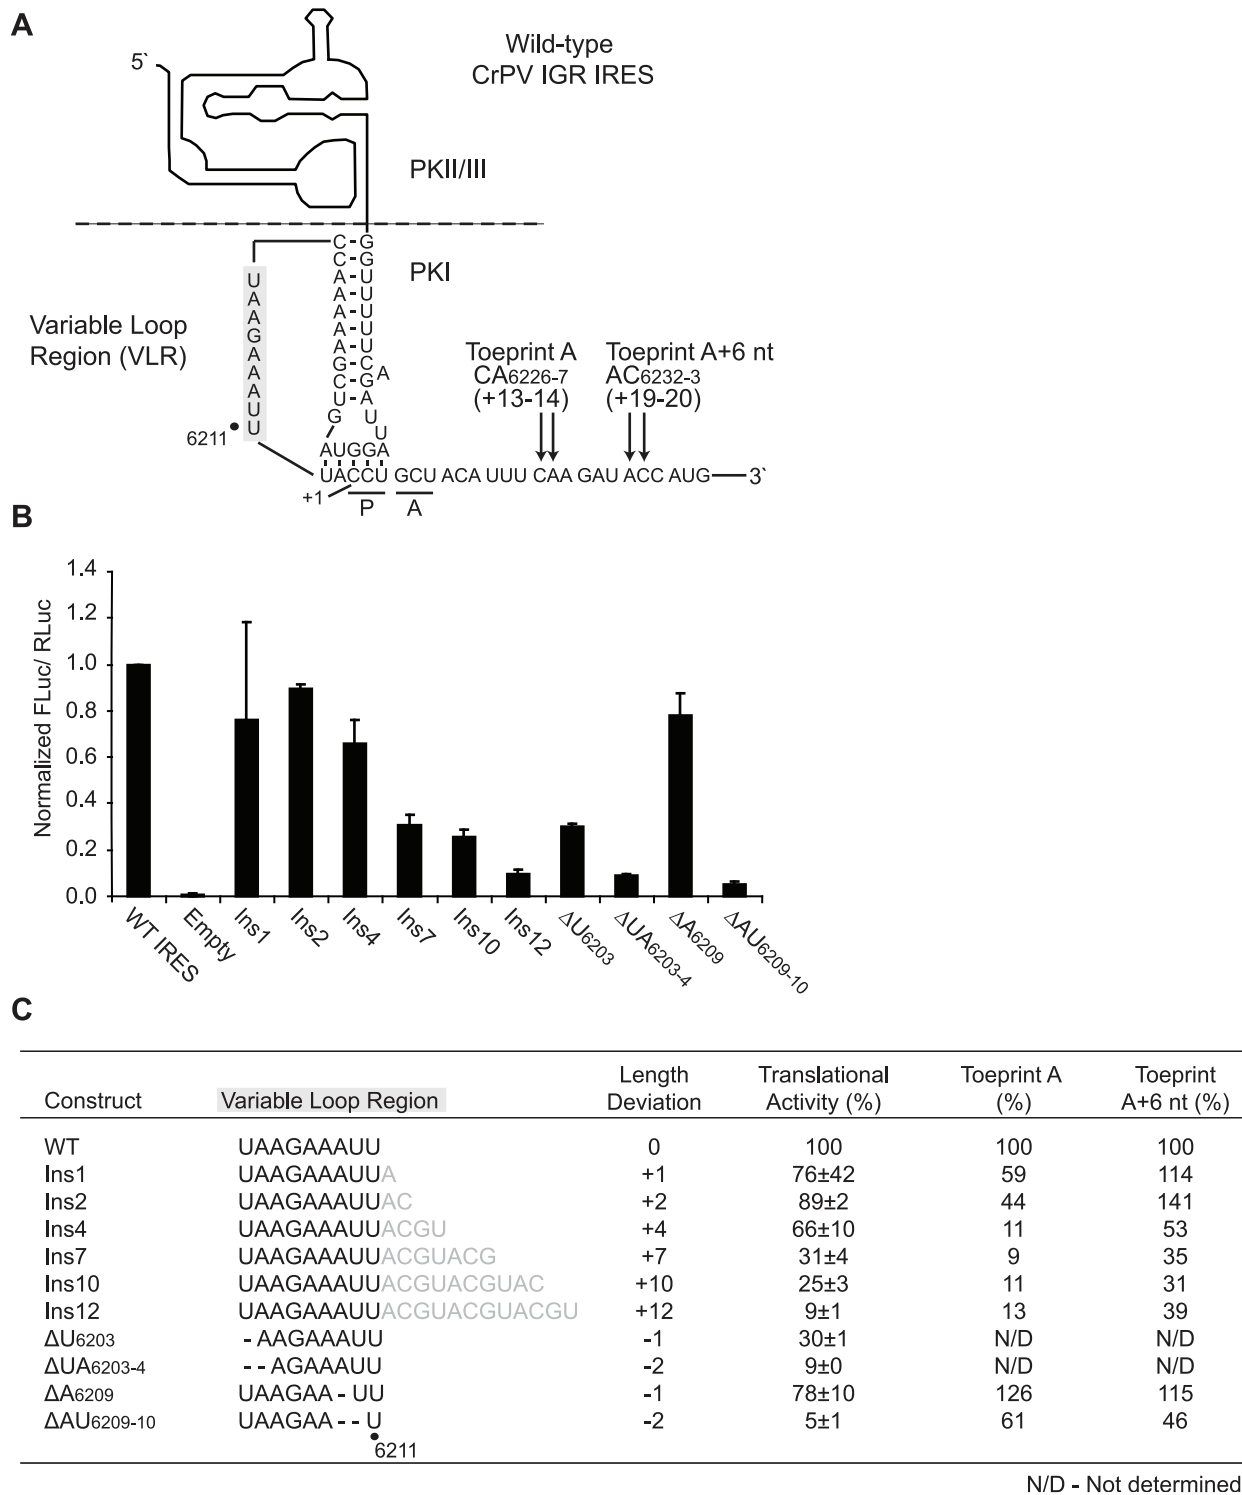 A
Wild-type
CrPV IGR IRES
5`
PKII/III
PKI
C-G
C-G
A-U
A-U
A-U
A-U
A-U
G-C
C-G
U-A
G U
A
U
Variable Loop
Region (VLR)
U
A
A
G
A
A
A
U
U
6211
AUGGA
UACCU GCU ACA UUU CAA GAU ACC AUG 3`
+1
P
A
Toeprint A
CA6226-7
(+13-14)
Toeprint A+6 nt
AC6232-3
(+19-20)
B
Normalized FLuc/ RLuc
1.4
1.2
1.0
0.8
0.6
0.4
0.2
0.0
WT IRES
Empty
Ins1
Ins2
Ins4
Ins7
Ins10
Ins12
ΔU6203
ΔUA6203-4
ΔA6209
ΔAU6209-10
C
Construct Variable Loop Region Length Deviation Translational Activity (%) Toeprint A (%) Toeprint A+6 nt (%)
WT UAAGAAAUU 0 100 100 100
Ins1 UAAGAAAUUA +1 76±42 59 114
Ins2 UAAGAAAUUAC +2 89±2 44 141
Ins4 UAAGAAAUUACGU +4 66±10 11 53
Ins7 UAAGAAAUUACGUACG +7 31±4 9 35
Ins10 UAAGAAAUUACGUACGUAC +10 25±3 11 31
Ins12 UAAGAAAUUACGUACGUACGU +12 9±1 13 39
ΔU6203 - AAGAAAUU -1 30±1 N/D N/D
ΔUA6203-4 - - AGAAAUU -2 9±0 N/D N/D
ΔA6209 UAAGAA - UU -1 78±10 126 115
ΔAU6209-10 UAAGAA - - U -2 5±1 61 46
6211
N/D - Not determined